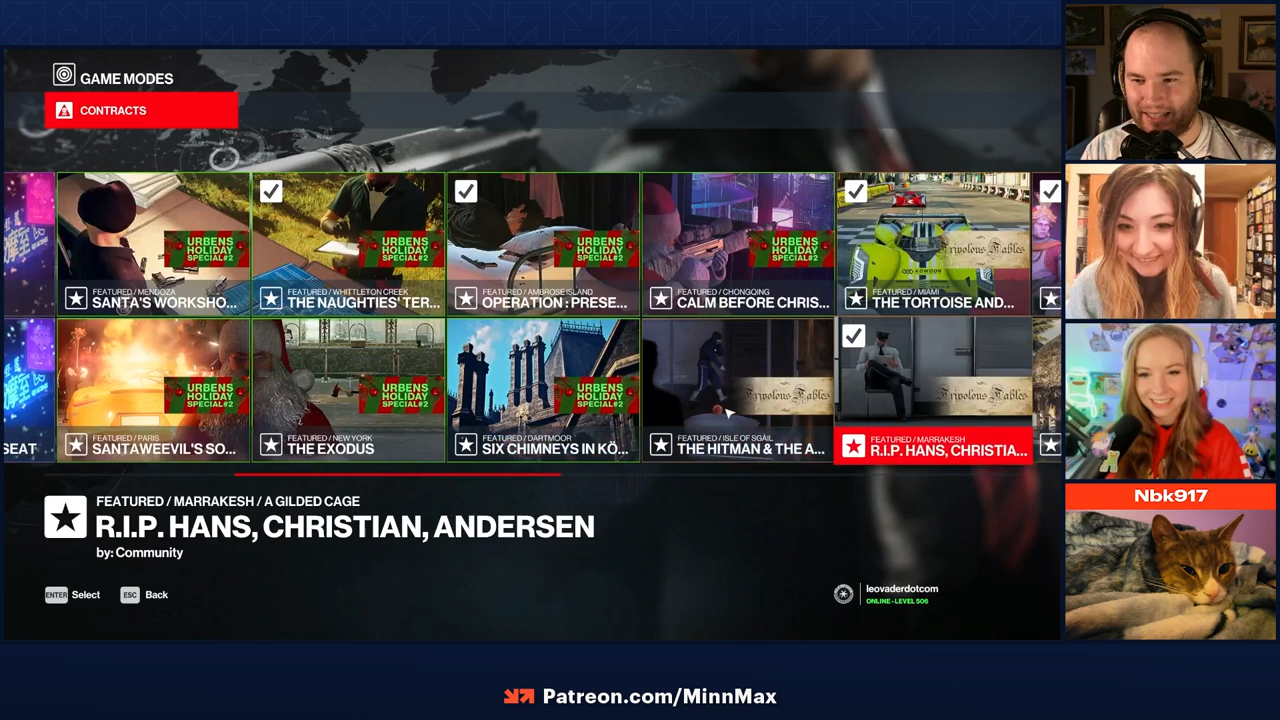 GAME MODES
CONTRACTS
URBENS
HOLIDAY
SPECIAL#2
FEATURED / MENDOZA
SANTA'S WORKSHO...
URBENS
HOLIDAY
SPECIAL#2
FEATURED / WHITTLETON CREEK
THE NAUGHTIES' TER...
URBENS
HOLIDAY
SPECIAL#2
FEATURED / AMBROSE ISLAND
OPERATION : PRESE...
URBENS
HOLIDAY
SPECIAL#2
FEATURED / CHONGQING
CALM BEFORE CHRIS...
Frivolous Fables
KOWOON
FEATURED / MIAMI
THE TORTOISE AND...
SEAT
URBENS
HOLIDAY
SPECIAL#2
FEATURED / PARIS
SANTAWEEVIL'S SO...
URBENS
HOLIDAY
SPECIAL#2
FEATURED / NEW YORK
THE EXODUS
URBENS
HOLIDAY
SPECIAL#2
FEATURED / DARTMOOR
SIX CHIMNEYS IN KÖ...
Frivolous Fables
FEATURED / ISLE OF SGÀIL
THE HITMAN & THE A...
Frivolous Fables
FEATURED / MARRAKESH
R.I.P. HANS, CHRISTIA...
FEATURED / MARRAKESH / A GILDED CAGE
R.I.P. HANS, CHRISTIAN, ANDERSEN
by: Community
ENTER Select ESC Back
leovaderdotcom
ONLINE - LEVEL 506
Nbk917
Patreon.com/MinnMax